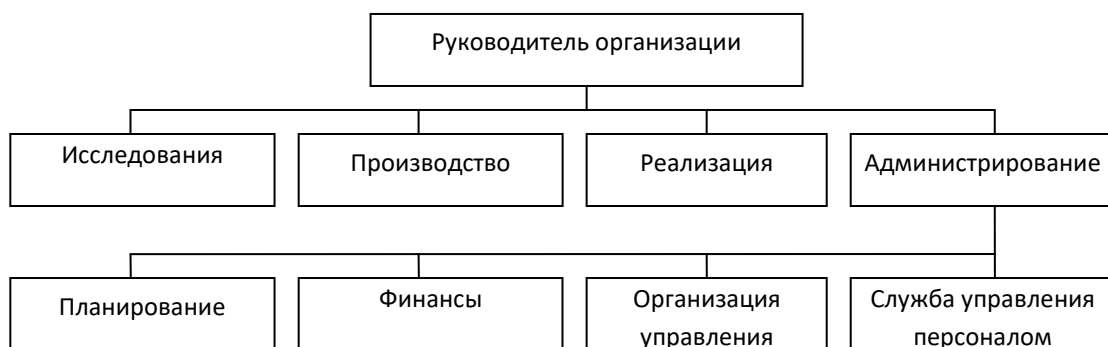 Руководитель организации
Исследования
Производство
Реализация
Администрирование
Планирование
Финансы
Организация
управления
Служба управления
персоналом